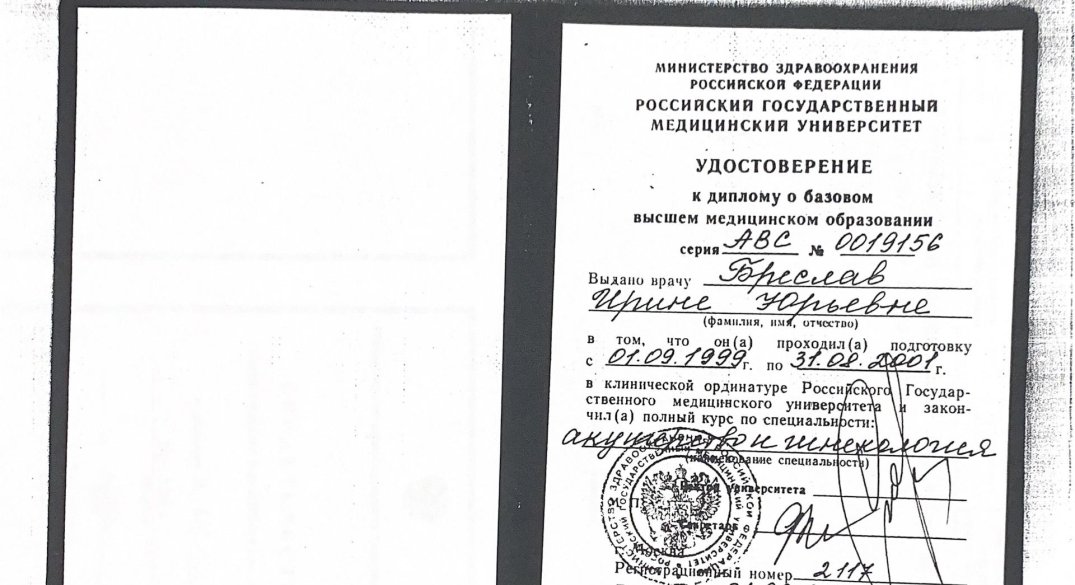 МИНИСТЕРСТВО ЗДРАВООХРАНЕНИЯ
РОССИЙСКОЙ ФЕДЕРАЦИИ
РОССИЙСКИЙ ГОСУДАРСТВЕННЫЙ
МЕДИЦИНСКИЙ УНИВЕРСИТЕТ
УДОСТОВЕРЕНИЕ
к диплому о базовом
высшем медицинском образовании
серия АВС № 0019156
Выдано врачу Бреслав
Ирине Юрьевне
(фамилия, имя, отчество)
в том, что он(а) проходил(а) подготовку
с 01.09.1999 г. по 31.08.2001 г.
в клинической ординатуре Российского Государ-
ственного медицинского университета и закон-
чил(а) полный курс по специальности:
акушерство и гинекология
(наименование специальности)
Ректор университета
Секретарь
г. Москва
Регистрационный номер 2117